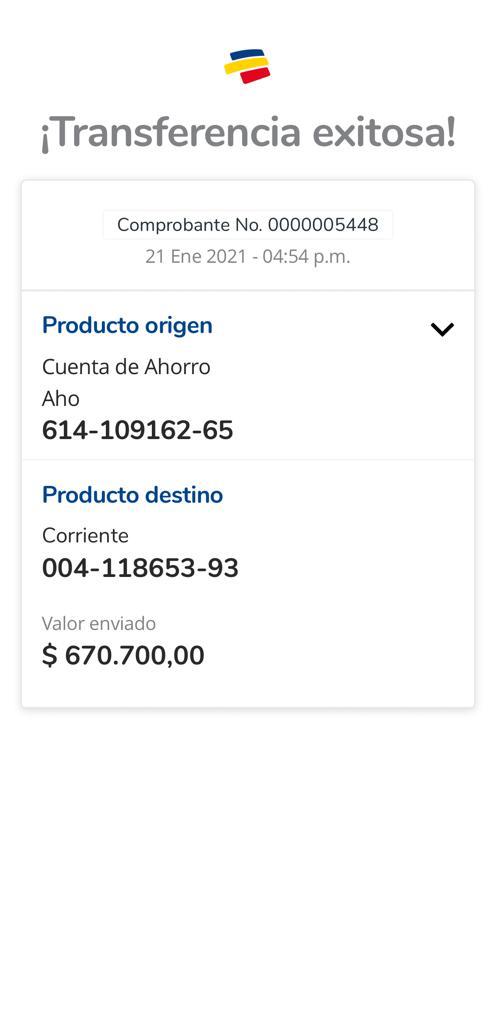 ¡Transferencia exitosa!
Comprobante No. 0000005448
21 Ene 2021 - 04:54 p.m.
Producto origen
Cuenta de Ahorro
Aho
614-109162-65
Producto destino
Corriente
004-118653-93
Valor enviado
$ 670.700,00